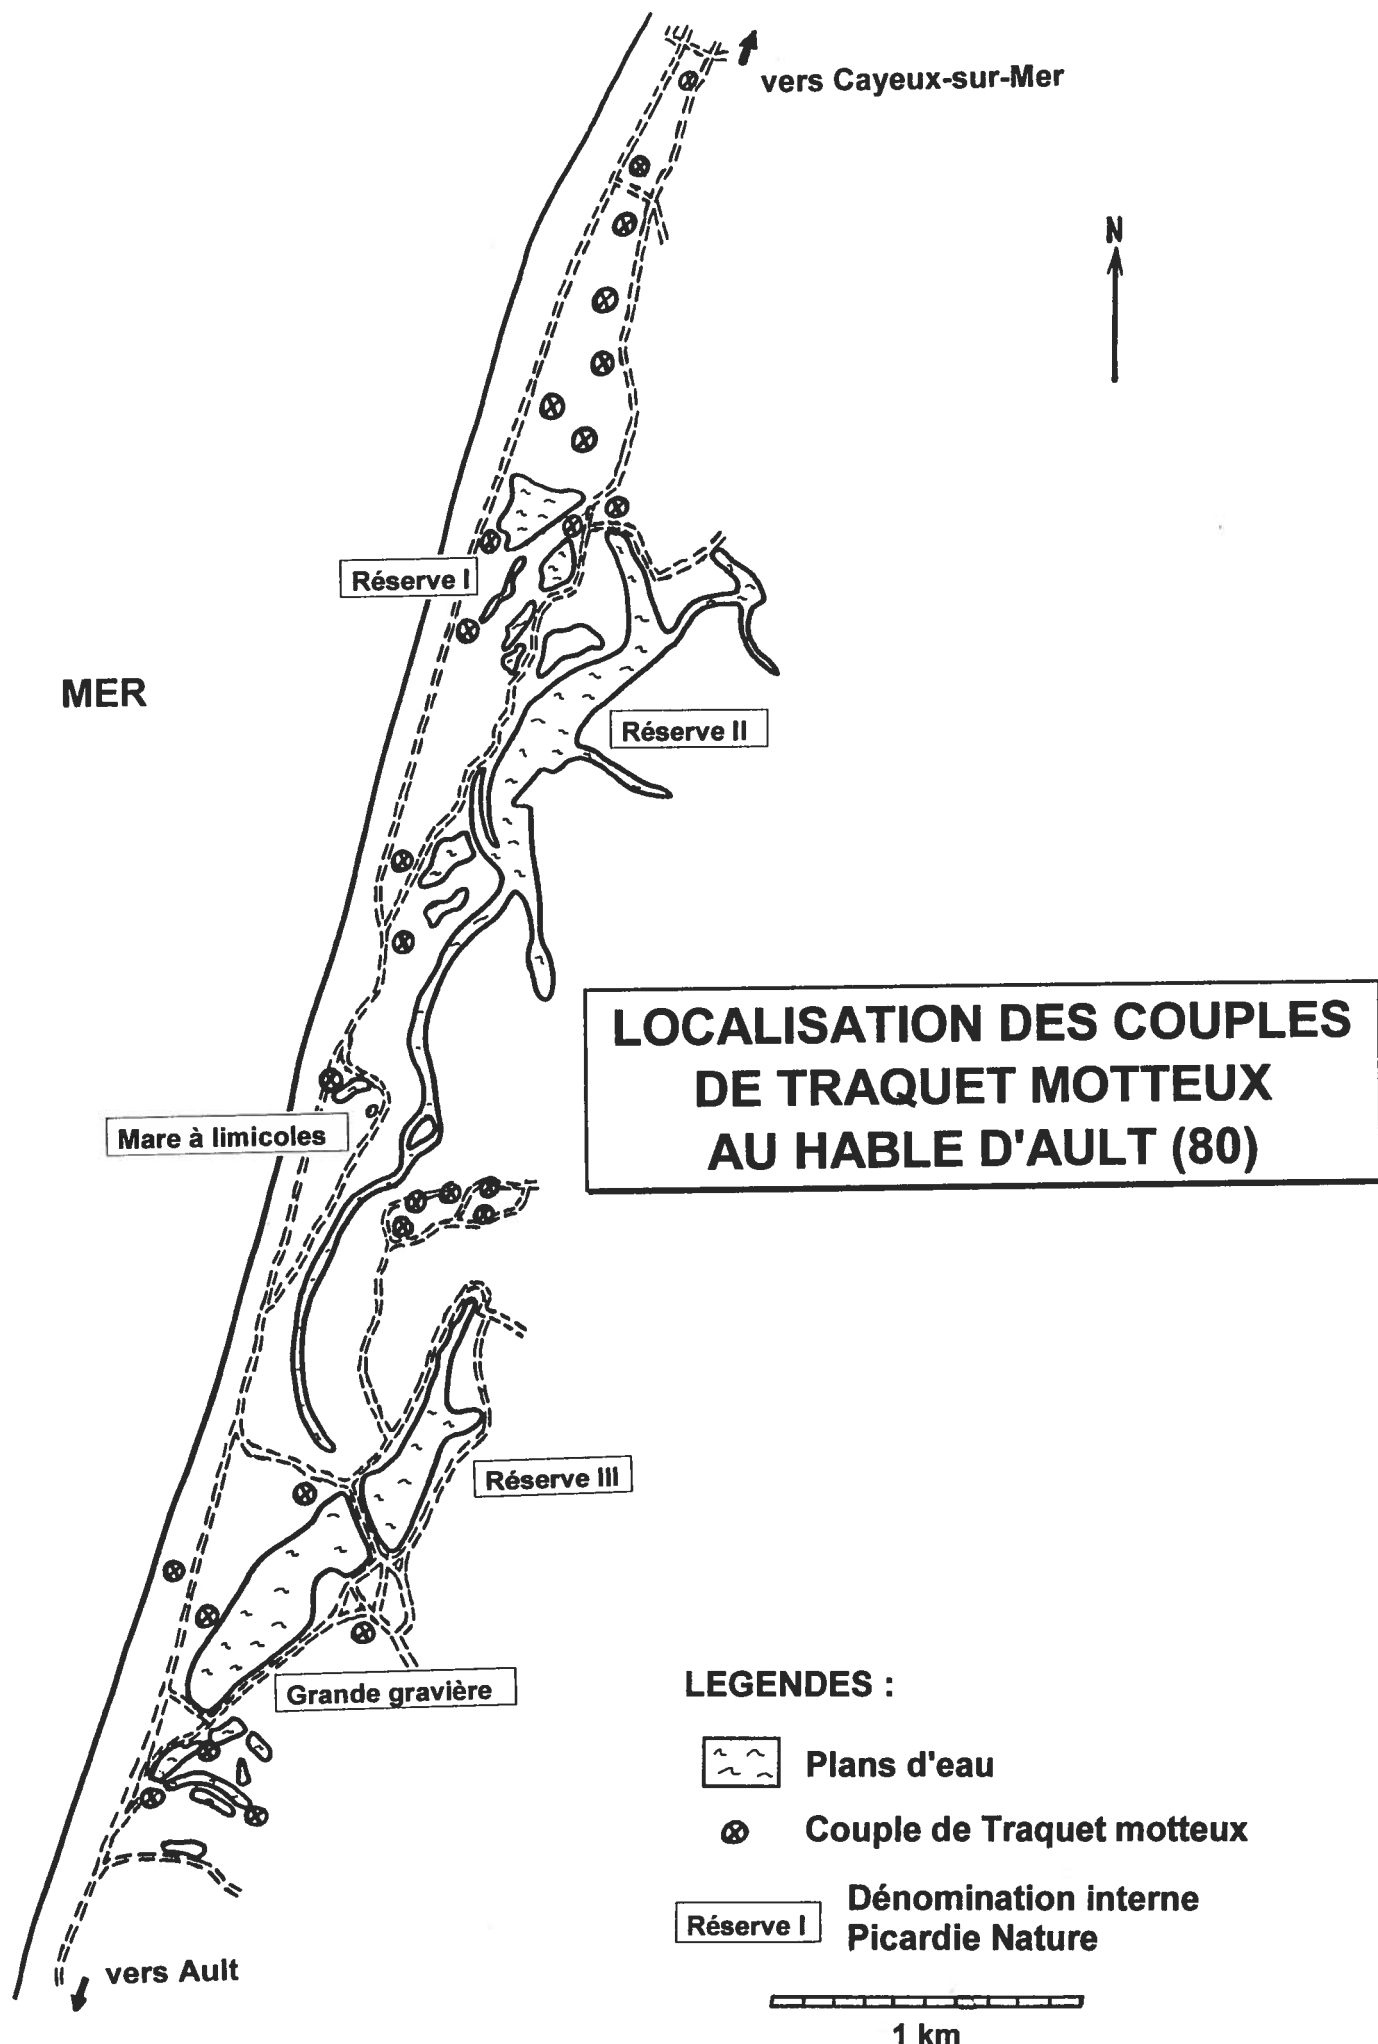 vers Cayeux-sur-Mer
N
Réserve I
MER
Réserve II
LOCALISATION DES COUPLES
DE TRAQUET MOTTEUX
AU HABLE D'AULT (80)
Mare à limicoles
Réserve III
Grande gravière
LEGENDES :
Plans d'eau
Couple de Traquet motteux
Réserve I
Dénomination interne
Picardie Nature
vers Ault
1 km